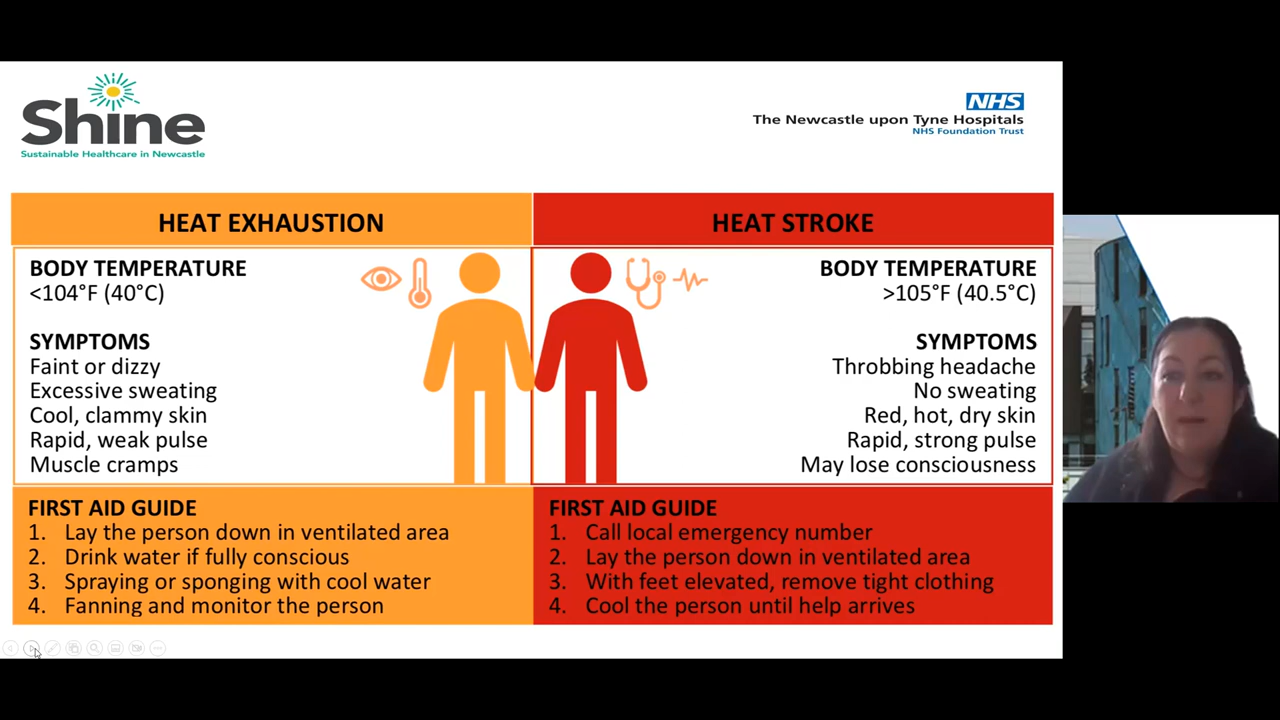 Shine
Sustainable Healthcare in Newcastle
NHS
The Newcastle upon Tyne Hospitals
NHS Foundation Trust
HEAT EXHAUSTION
BODY TEMPERATURE
<104°F (40°C)
SYMPTOMS
Faint or dizzy
Excessive sweating
Cool, clammy skin
Rapid, weak pulse
Muscle cramps
FIRST AID GUIDE
1. Lay the person down in ventilated area
2. Drink water if fully conscious
3. Spraying or sponging with cool water
4. Fanning and monitor the person
HEAT STROKE
BODY TEMPERATURE
>105°F (40.5°C)
SYMPTOMS
Throbbing headache
No sweating
Red, hot, dry skin
Rapid, strong pulse
May lose consciousness
FIRST AID GUIDE
1. Call local emergency number
2. Lay the person down in ventilated area
3. With feet elevated, remove tight clothing
4. Cool the person until help arrives